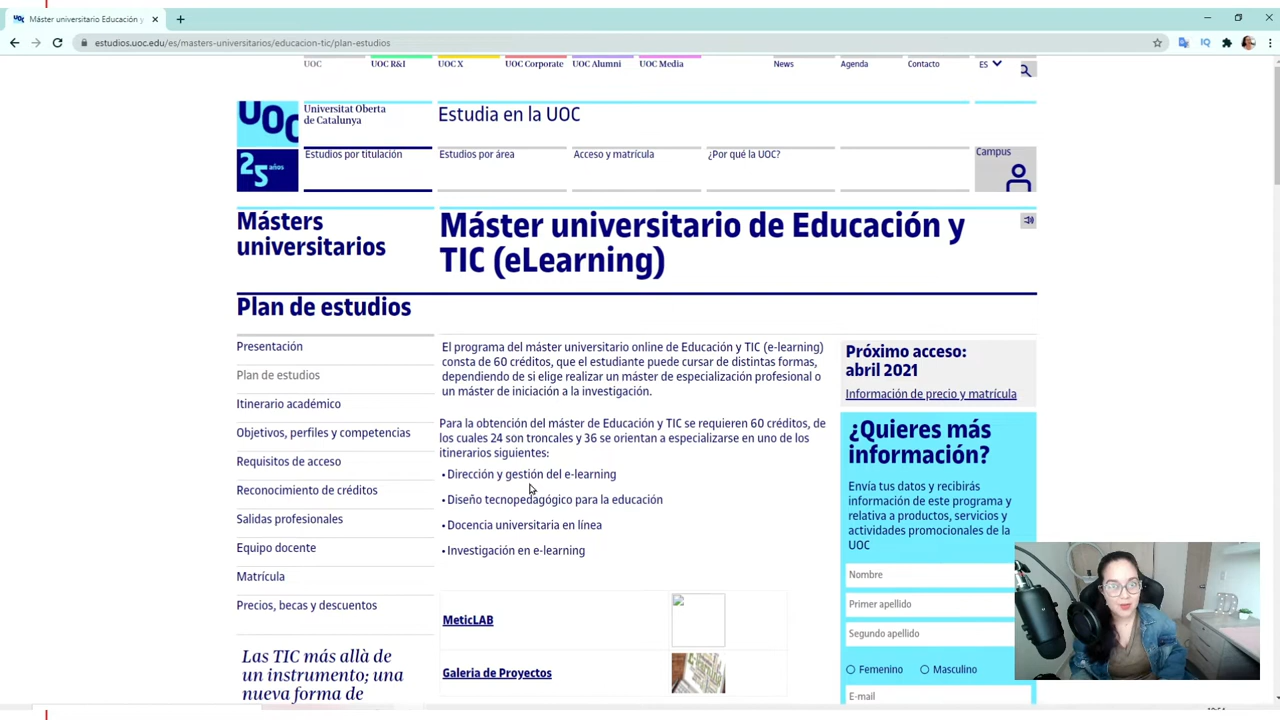 Máster universitario Educación y
estudios.uoc.edu/es/masters-universitarios/educacion-tic/plan-estudios
UOC
UOC R&I
UOC X
UOC Corporate
UOC Alumni
UOC Media
News
Agenda
Contacto
ES
UOC
Universitat Oberta
de Catalunya
Estudia en la UOC
25 años
Estudios por titulación
Estudios por área
Acceso y matrícula
¿Por qué la UOC?
Campus
Másters
universitarios
Máster universitario de Educación y
TIC (eLearning)
Plan de estudios
Presentación
Plan de estudios
Itinerario académico
Objetivos, perfiles y competencias
Requisitos de acceso
Reconocimiento de créditos
Salidas profesionales
Equipo docente
Matrícula
Precios, becas y descuentos
Las TIC más allà de
un instrumento; una
nueva forma de
El programa del máster universitario online de Educación y TIC (e-learning)
consta de 60 créditos, que el estudiante puede cursar de distintas formas,
dependiendo de si elige realizar un máster de especialización profesional o
un máster de iniciación a la investigación.
Para la obtención del máster de Educación y TIC se requieren 60 créditos, de
los cuales 24 son troncales y 36 se orientan a especializarse en uno de los
itinerarios siguientes:
• Dirección y gestión del e-learning
• Diseño tecnopedagógico para la educación
• Docencia universitaria en línea
• Investigación en e-learning
MeticLAB
Galeria de Proyectos
Próximo acceso:
abril 2021
Información de precio y matrícula
¿Quieres más
información?
Envía tus datos y recibirás
información de este programa y
relativa a productos, servicios y
actividades promocionales de la
UOC
Nombre
Primer apellido
Segundo apellido
Femenino
Masculino
E-mail